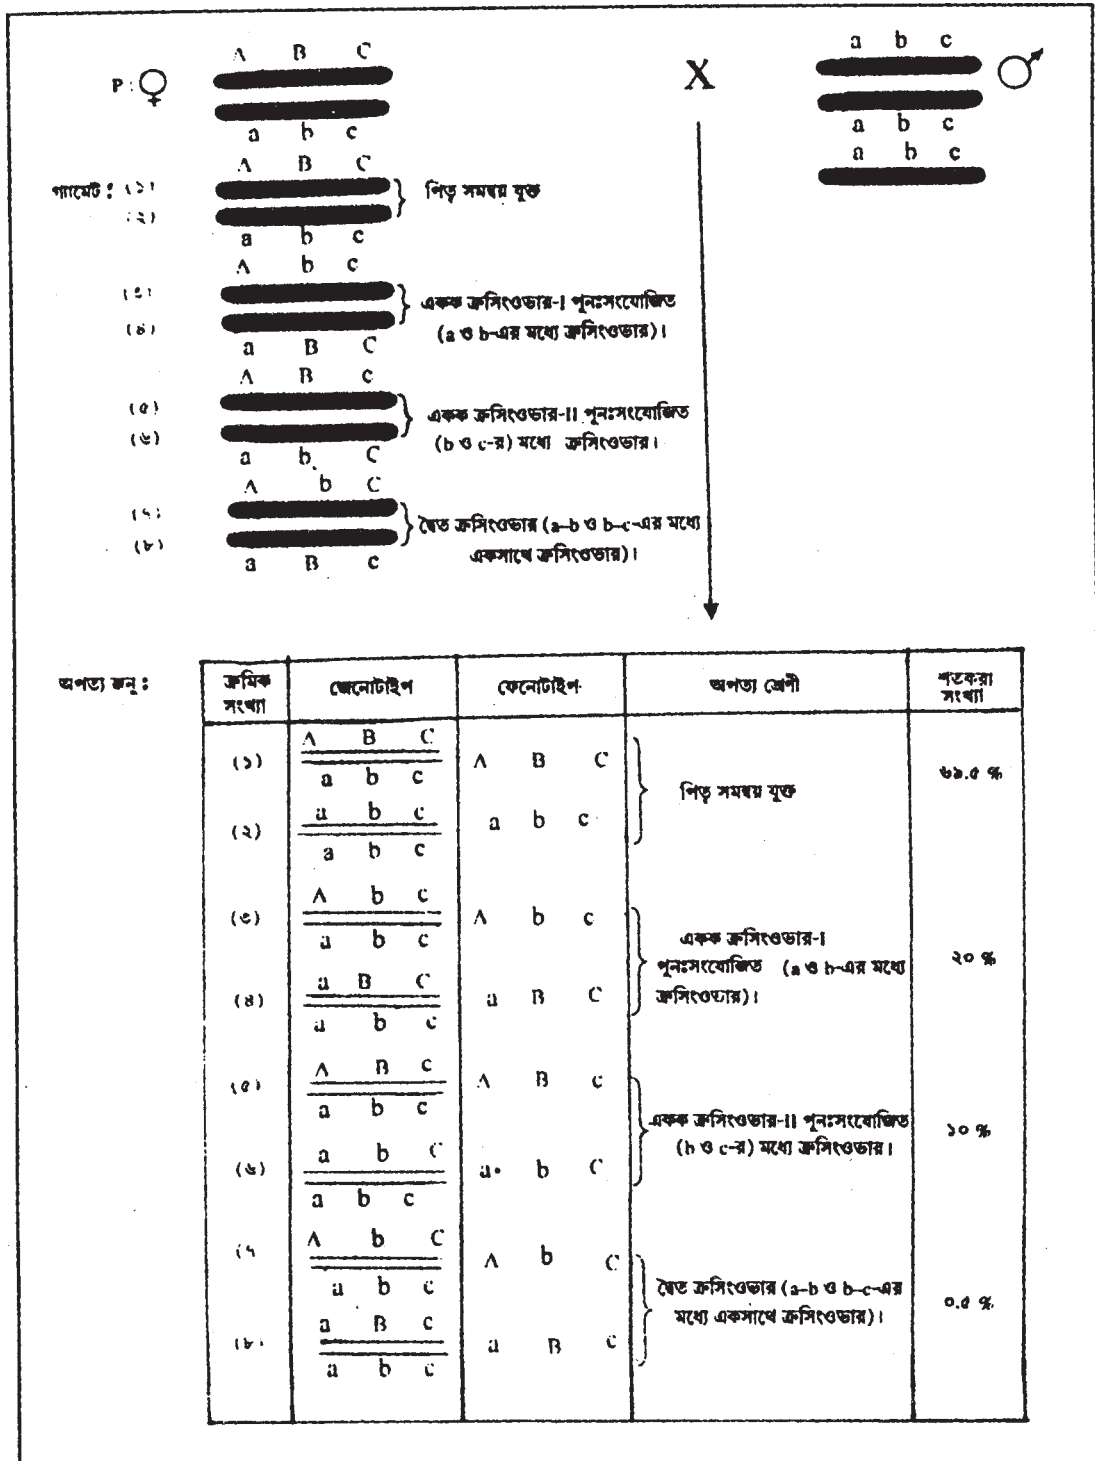 A B C
a b c
P : ♀
X
♂
a b c
a b c
A B C
a b c
গ্যামেট : (১)
(২)
পিতৃ সমন্বয় যুক্ত
a b c
A b c
(৩)
(৪)
একক ক্রসিংওভার-I পূনঃসংযোজিত
(a ও b-এর মধ্যে ক্রসিংওভার)।
a B C
A B c
(৫)
(৬)
একক ক্রসিংওভার-II পূনঃসংযোজিত
(b ও c-র) মধ্যে ক্রসিংওভার।
a b C
A b C
(৭)
(৮)
দ্বৈত ক্রসিংওভার (a–b ও b–c-এর মধ্যে
একসাথে ক্রসিংওভার)।
a B c
অপত্য জনু :
ক্রমিক সংখ্যা জেনোটাইপ ফেনোটাইপ অপত্য শ্রেণী শতকরা সংখ্যা
A B C
(১) A B C
a b c
পিতৃ সমন্বয় যুক্ত ৬৯.৫ %
a b c
(২) a b c
a b c
A b c
(৩) A b c
a b c
একক ক্রসিংওভার-I
পূনঃসংযোজিত (a ও b-এর মধ্যে
ক্রসিংওভার)।
২০ %
a B C
(৪) a B C
a b c
A B c
(৫) A B c
a b c
একক ক্রসিংওভার-II পূনঃসংযোজিত
(b ও c-র) মধ্যে ক্রসিংওভার।
১০ %
a b C
(৬) a b C
a b c
A b C
(৭ A b C
a b c
দ্বৈত ক্রসিংওভার (a–b ও b–c-এর
মধ্যে একসাথে ক্রসিংওভার)।
০.৫ %
a B c
(৮) a B c
a b c